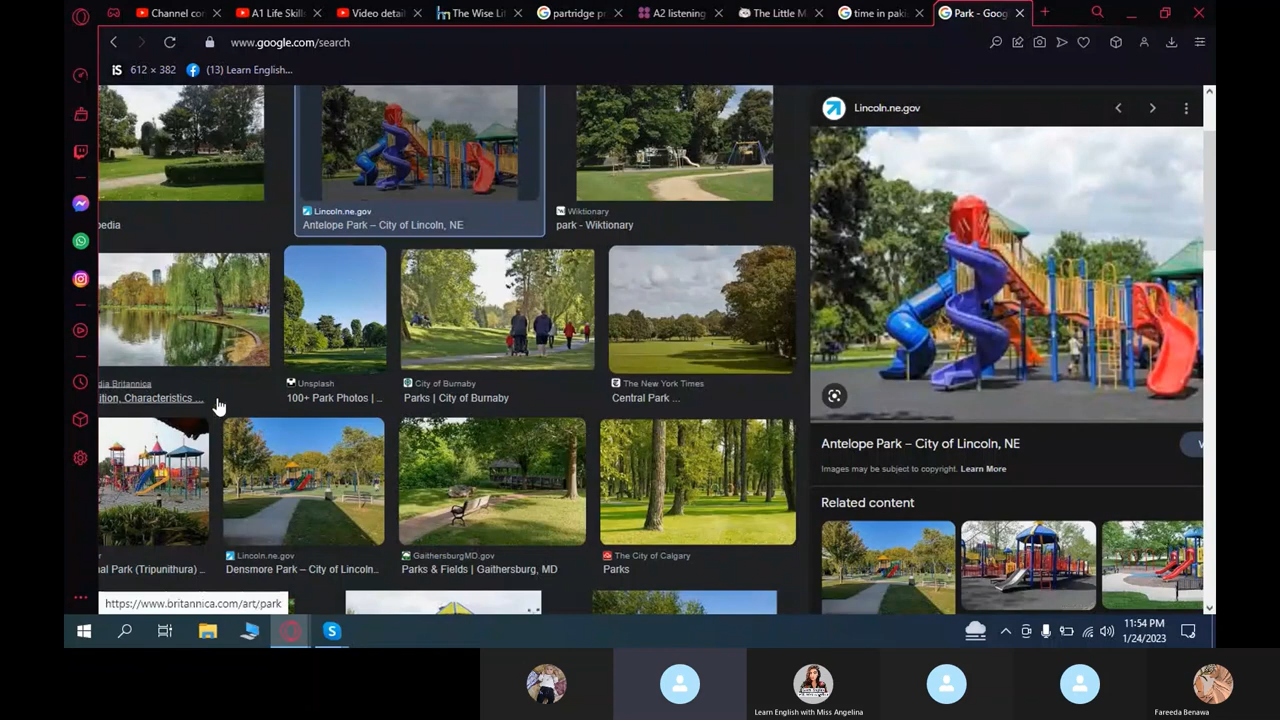 Channel co
A1 Life Skil
Video detai
The Wise Li
partridge p
A2 listening
The Little M
time in paki
Park - Goog
www.google.com/search
iS 612 × 382
(13) Learn English...
Lincoln.ne.gov
Lincoln.ne.gov
Wiktionary
pedia
Antelope Park – City of Lincoln, NE
park - Wiktionary
dia Britannica
Unsplash
City of Burnaby
The New York Times
ition, Characteristics ...
100+ Park Photos | ..
Parks | City of Burnaby
Central Park ...
Antelope Park – City of Lincoln, NE
Images may be subject to copyright. Learn More
Related content
r
Lincoln.ne.gov
GaithersburgMD.gov
The City of Calgary
al Park (Tripunithura) ..
Densmore Park – City of Lincoln..
Parks & Fields | Gaithersburg, MD
Parks
https://www.britannica.com/art/park
11:54 PM
1/24/2023
Learn English with Miss Angelina
Fareeda Benawa